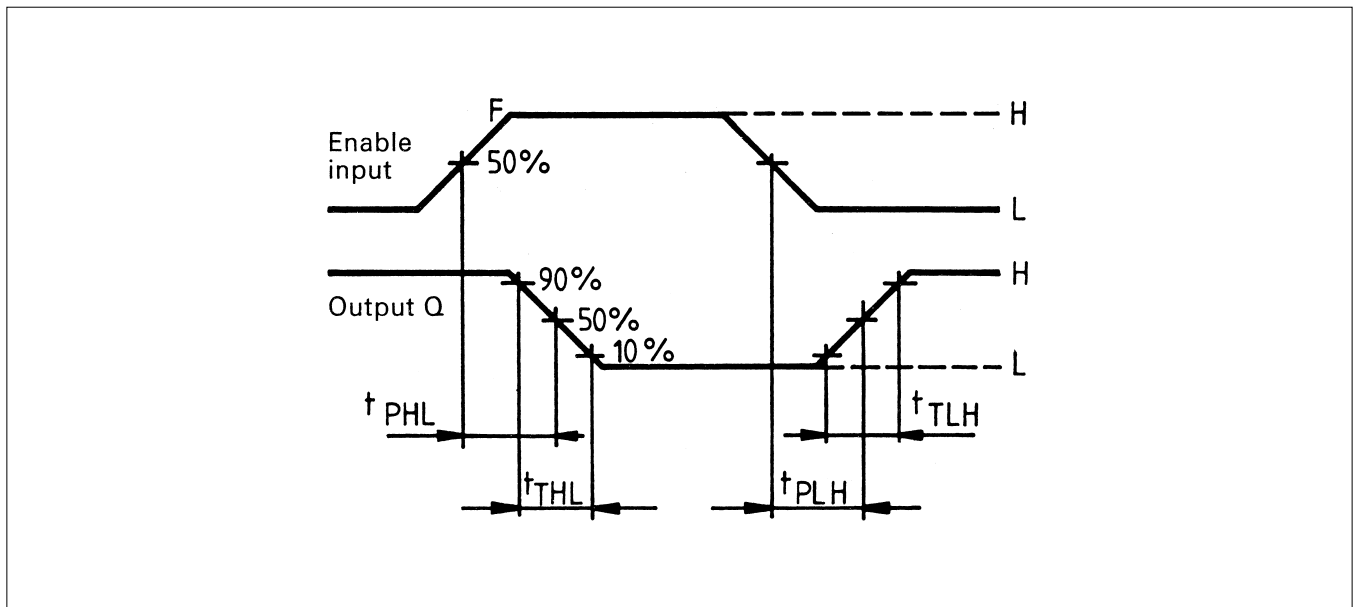 F
H
Enable
input
50%
L
H
90%
Output Q
50%
10%
L
t PHL
t TLH
t THL
t PLH